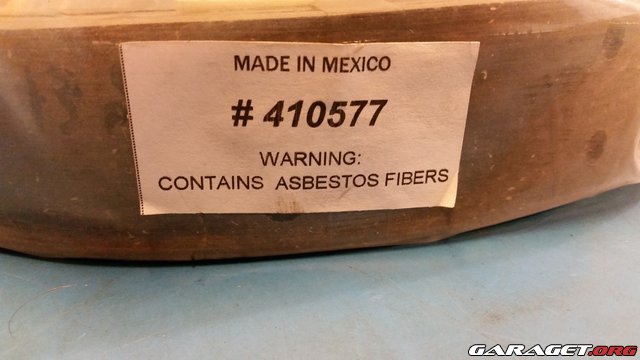 MADE IN MEXICO
# 410577
WARNING:
CONTAINS ASBESTOS FIBERS
GARAGET.ORG